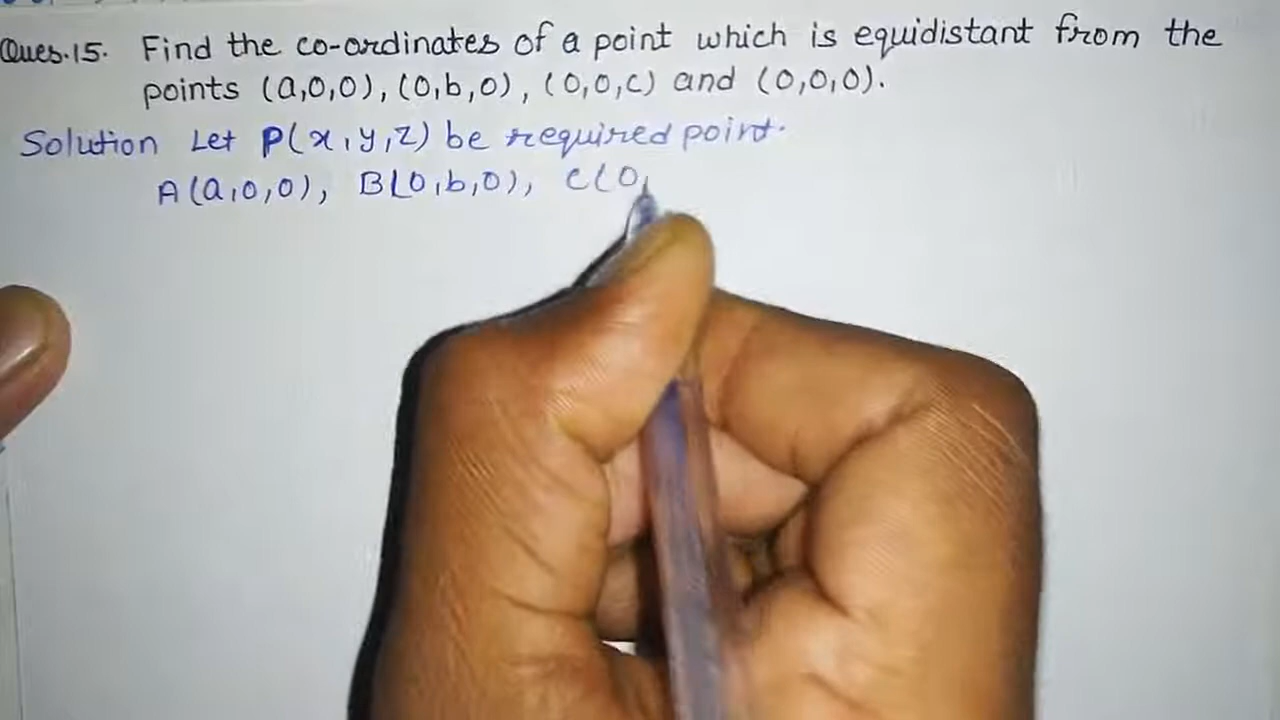 Ques.15. Find the co-ordinates of a point which is equidistant from the
points (a,0,0), (0,b,0), (0,0,c) and (0,0,0).
Solution Let P(x,y,z) be required point.
A(a,0,0), B(0,b,0), C(0,